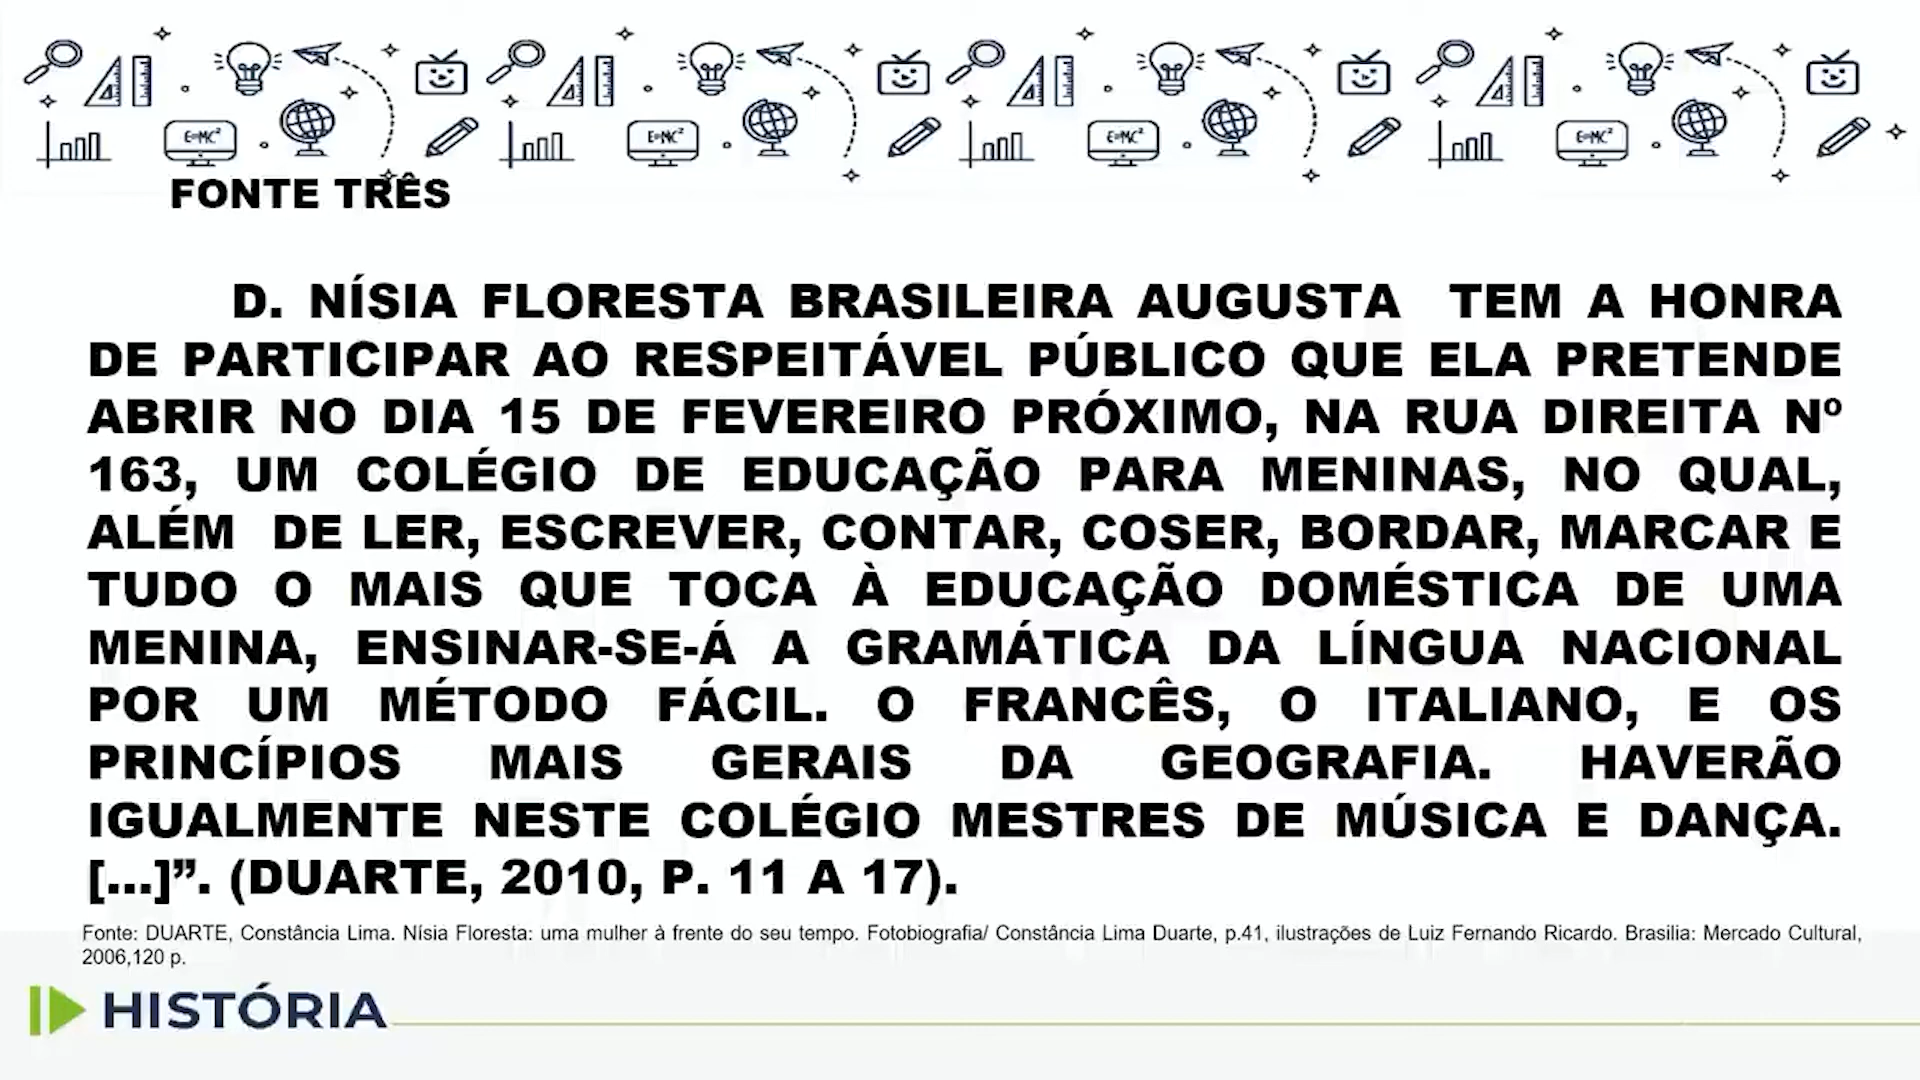 E=MC² E=MC² E=MC² E=MC²
FONTE TRÊS
D. NÍSIA FLORESTA BRASILEIRA AUGUSTA TEM A HONRA
DE PARTICIPAR AO RESPEITÁVEL PÚBLICO QUE ELA PRETENDE
ABRIR NO DIA 15 DE FEVEREIRO PRÓXIMO, NA RUA DIREITA Nº
163, UM COLÉGIO DE EDUCAÇÃO PARA MENINAS, NO QUAL,
ALÉM DE LER, ESCREVER, CONTAR, COSER, BORDAR, MARCAR E
TUDO O MAIS QUE TOCA À EDUCAÇÃO DOMÉSTICA DE UMA
MENINA, ENSINAR-SE-Á A GRAMÁTICA DA LÍNGUA NACIONAL
POR UM MÉTODO FÁCIL. O FRANCÊS, O ITALIANO, E OS
PRINCÍPIOS MAIS GERAIS DA GEOGRAFIA. HAVERÃO
IGUALMENTE NESTE COLÉGIO MESTRES DE MÚSICA E DANÇA.
[...]”. (DUARTE, 2010, P. 11 A 17).
Fonte: DUARTE, Constância Lima. Nísia Floresta: uma mulher à frente do seu tempo. Fotobiografia/ Constância Lima Duarte, p.41, ilustrações de Luiz Fernando Ricardo. Brasilia: Mercado Cultural,
2006,120 p.
HISTÓRIA